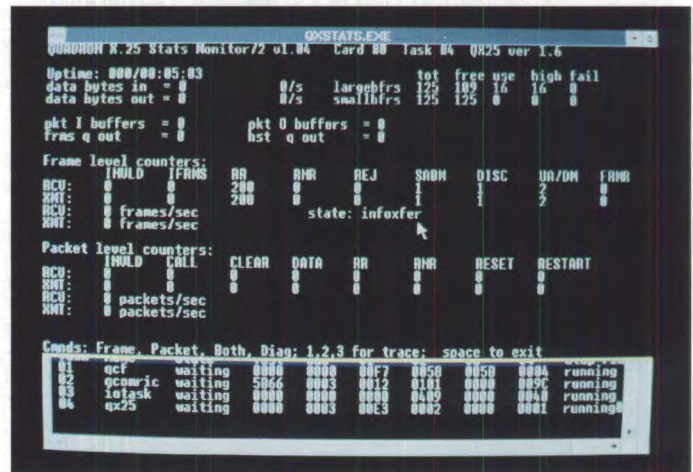 QXSTATS.EXE
QUADRON X.25 Stats Monitor/2 v1.04 Card #0 Task #4 QX25 ver 1.6
Uptime: 000/00:05:03 tot free use high fail
data bytes in = 0 0/s largebfrs 125 109 16 16 0
data bytes out = 0 0/s smallbfrs 125 125 0 0 0
pkt I buffers = 0 pkt O buffers = 0
frms q out = 0 hst q out = 0
Frame level counters:
INVLD IFRMS RR RNR REJ SABM DISC UA/DM FRMR
RCV: 0 0 200 0 0 1 1 2 0
XMT: 0 0 200 0 0 1 1 2 0
RCV: 0 frames/sec state: infoxfer
XMT: 0 frames/sec
Packet level counters:
INVLD CALL CLEAR DATA RR RNR RESET RESTART
RCV: 0 0 0 0 0 0 0 0
XMT: 0 0 0 0 0 0 0 0
RCV: 0 packets/sec
XMT: 0 packets/sec
Cmnds: Frame, Packet, Both, Diag; 1,2,3 for trace; space to exit
01 qcf waiting 0000 0000 00F7 005B 005B 000A running
02 gcomric waiting 5B66 0003 0012 0101 0000 009C running
03 iotask waiting 0000 0000 0000 0409 0000 0040 running
04 qx25 waiting 0000 0003 00E3 0002 0000 0001 running